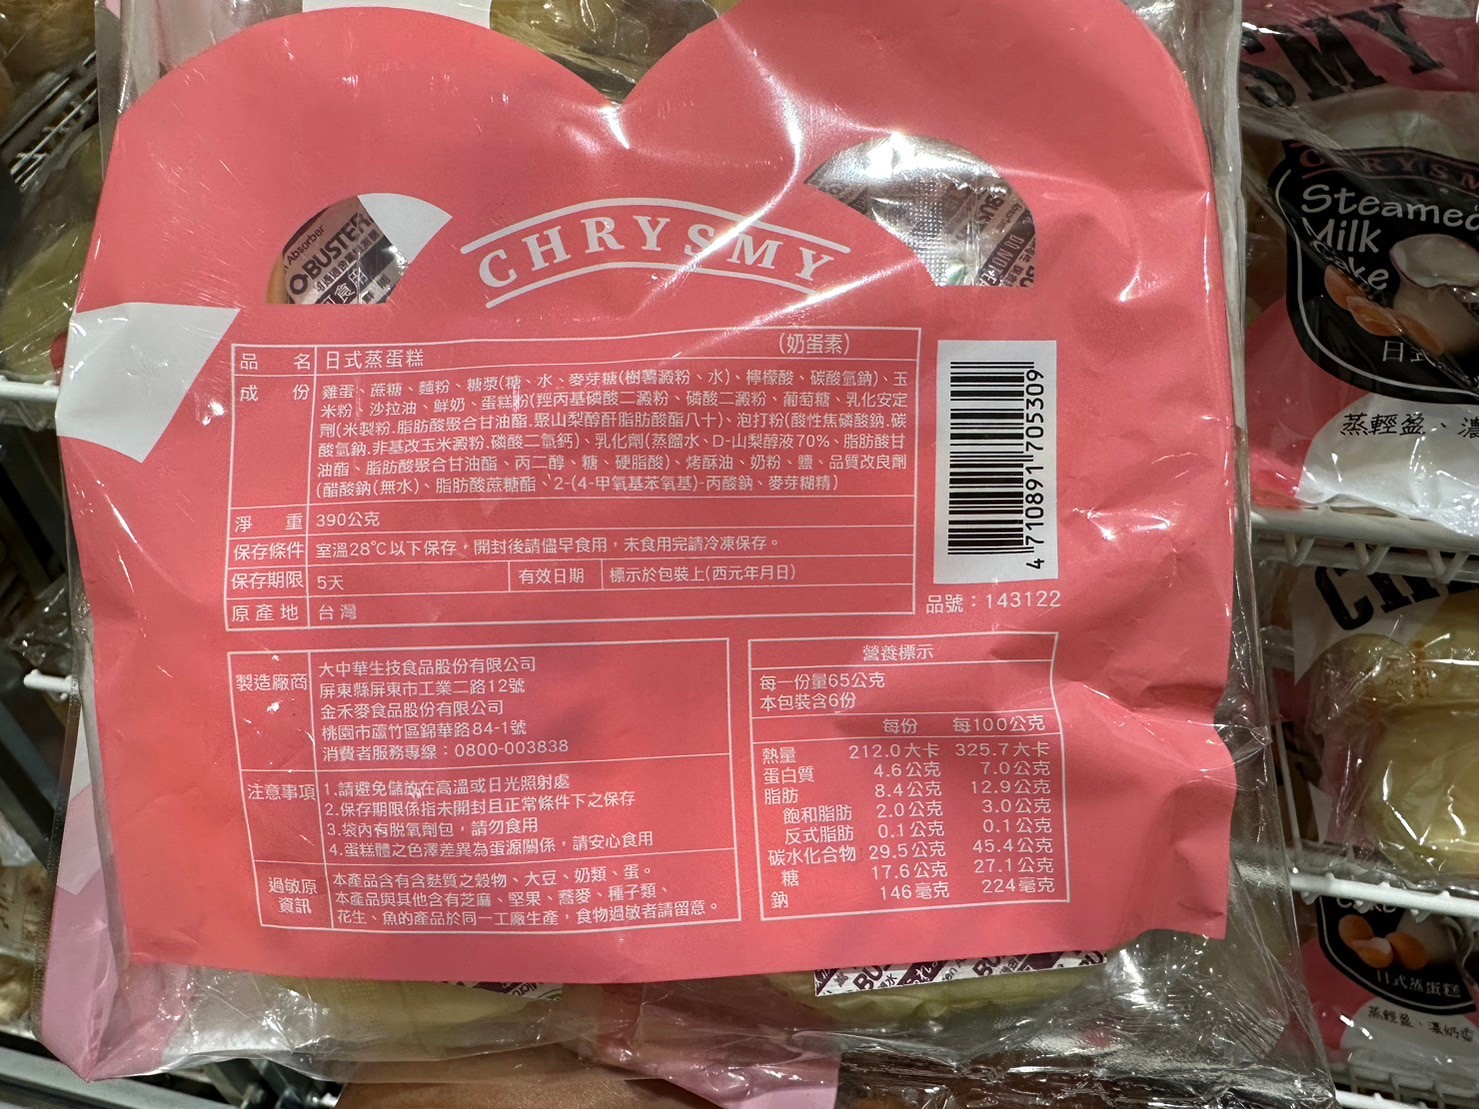 CHRYSMY
品名 日式蒸蛋糕 (奶蛋素)
成份 雞蛋、蔗糖、麵粉、糖漿(糖、水、麥芽糖(樹薯澱粉、水)、檸檬酸、碳酸氫鈉)、玉
米粉、沙拉油、鮮奶、蛋糕粉(羥丙基磷酸二澱粉、磷酸二澱粉、葡萄糖、乳化安定
劑(米製粉.脂肪酸聚合甘油酯.聚山梨醇酐脂肪酸酯八十)、泡打粉(酸性焦磷酸鈉.碳
酸氫鈉.非基改玉米澱粉.磷酸二氫鈣)、乳化劑(蒸餾水、D-山梨醇液70%、脂肪酸甘
油酯、脂肪酸聚合甘油酯、丙二醇、糖、硬脂酸)、烤酥油、奶粉、鹽、品質改良劑
(醋酸鈉(無水)、脂肪酸蔗糖酯、2-(4-甲氧基苯氧基)-丙酸鈉、麥芽糊精)
淨重 390公克
保存條件 室溫28℃以下保存，開封後請儘早食用，未食用完請冷凍保存。
保存期限 5天 有效日期 標示於包裝上(西元年月日)
原產地 台灣
4 710891 705309
品號：143122
製造廠商 大中華生技食品股份有限公司
屏東縣屏東市工業二路12號
金禾麥食品股份有限公司
桃園市蘆竹區錦華路84-1號
消費者服務專線：0800-003838
注意事項 1.請避免儲放在高溫或日光照射處
2.保存期限係指未開封且正常條件下之保存
3.袋內有脫氧劑包，請勿食用
4.蛋糕體之色澤差異為蛋源關係，請安心食用
過敏原資訊 本產品含有含麩質之穀物、大豆、奶類、蛋。
本產品與其他含有芝麻、堅果、蕎麥、種子類、
花生、魚的產品於同一工廠生產，食物過敏者請留意。
營養標示
每一份量65公克
本包裝含6份
每份 每100公克
熱量 212.0大卡 325.7大卡
蛋白質 4.6公克 7.0公克
脂肪 8.4公克 12.9公克
飽和脂肪 2.0公克 3.0公克
反式脂肪 0.1公克 0.1公克
碳水化合物 29.5公克 45.4公克
糖 17.6公克 27.1公克
鈉 146毫克 224毫克
Absorber
OBUSTER
Steamed
Milk
Cake
日式
蒸輕盈、濃
日式蒸蛋糕
蒸輕盈、濃奶香